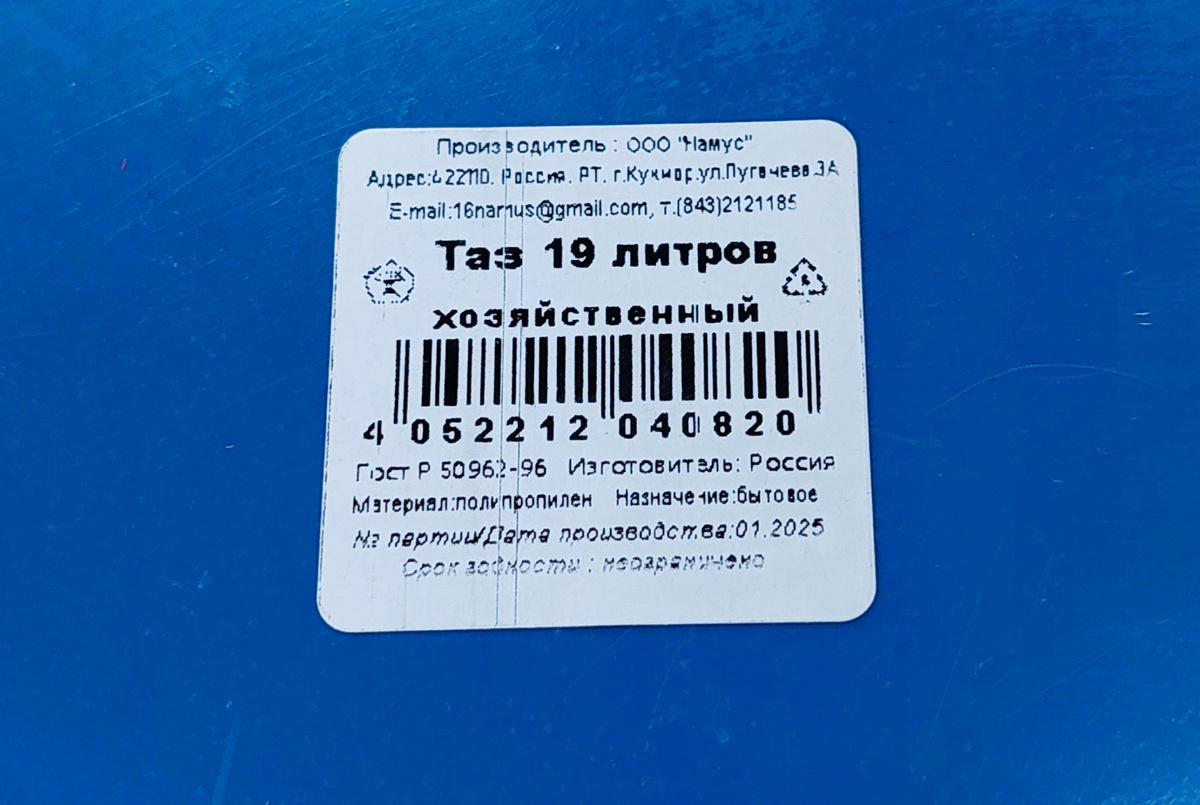 Производитель : ООО "Намус"
Адрес:422110. Россия. РТ. г.Кукмор.ул.Пугачева 3А
E-mail:16namus@gmail.com, т.(843)2121185
Таз 19 литров
хозяйственный
4 052212 040820
Гост Р 50962-96 Изготовитель: Россия
Материал:полипропилен Назначение:бытовое
№ партии/Дата производства:01.2025
Срок задности : неограничено